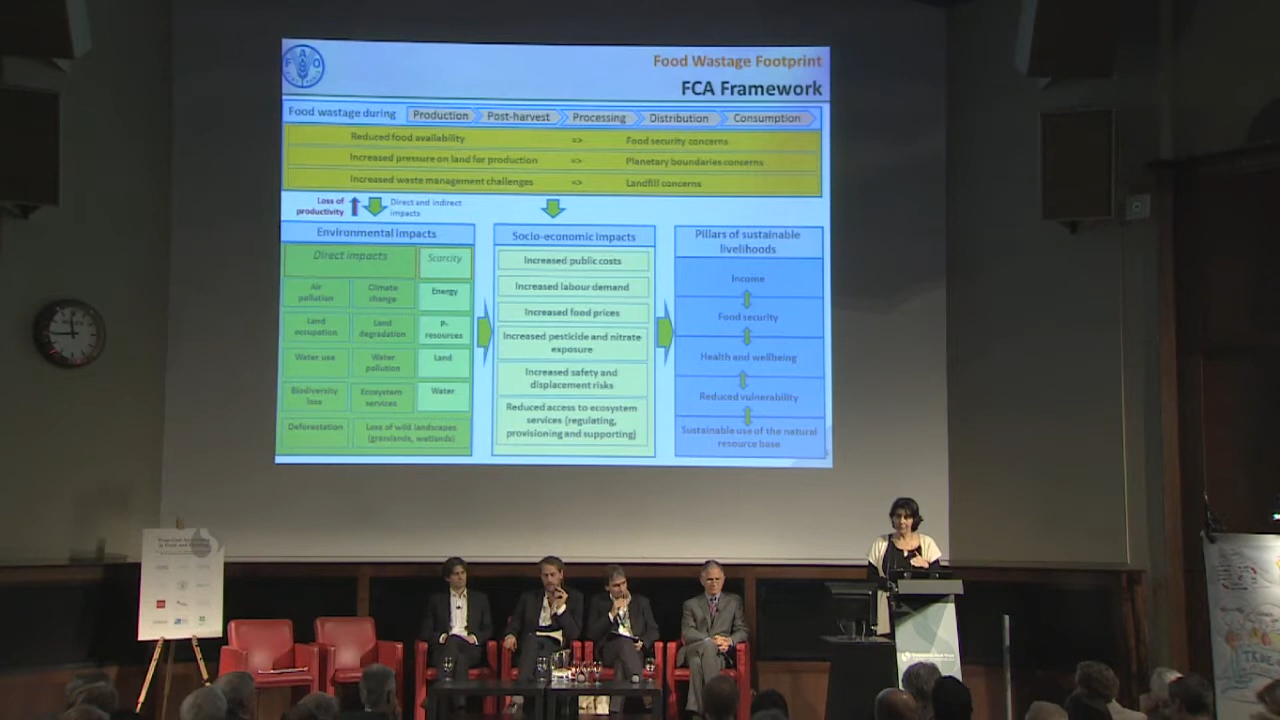 FAO
Food Wastage Footprint
FCA Framework
Food wastage during
Production
Post-harvest
Processing
Distribution
Consumption
Reduced food availability => Food security concerns
Increased pressure on land for production => Planetary boundaries concerns
Increased waste management challenges => Landfill concerns
Loss of
productivity
Direct and indirect
impacts
Environmental impacts
Direct impacts
Scarcity
Air
pollution
Climate
change
Energy
Land
occupation
Land
degradation
P-
resources
Water use
Water
pollution
Land
Biodiversity
loss
Ecosystem
services
Water
Deforestation
Loss of wild landscapes
(grasslands, wetlands)
Socio-economic impacts
Increased public costs
Increased labour demand
Increased food prices
Increased pesticide and nitrate
exposure
Increased safety and
displacement risks
Reduced access to ecosystem
services (regulating,
provisioning and supporting)
Pillars of sustainable
livelihoods
Income
Food security
Health and wellbeing
Reduced vulnerability
Sustainable use of the natural
resource base